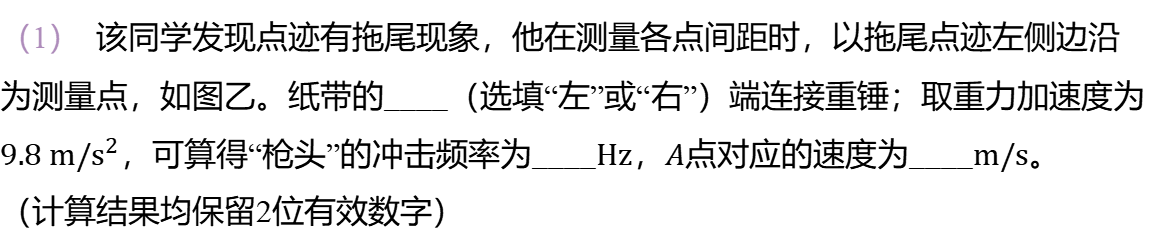 （1） 该同学发现点迹有拖尾现象，他在测量各点间距时，以拖尾点迹左侧边沿
为测量点，如图乙。纸带的____（选填“左”或“右”）端连接重锤；取重力加速度为
9.8 m/s²，可算得“枪头”的冲击频率为____Hz，A点对应的速度为____m/s。
（计算结果均保留2位有效数字）